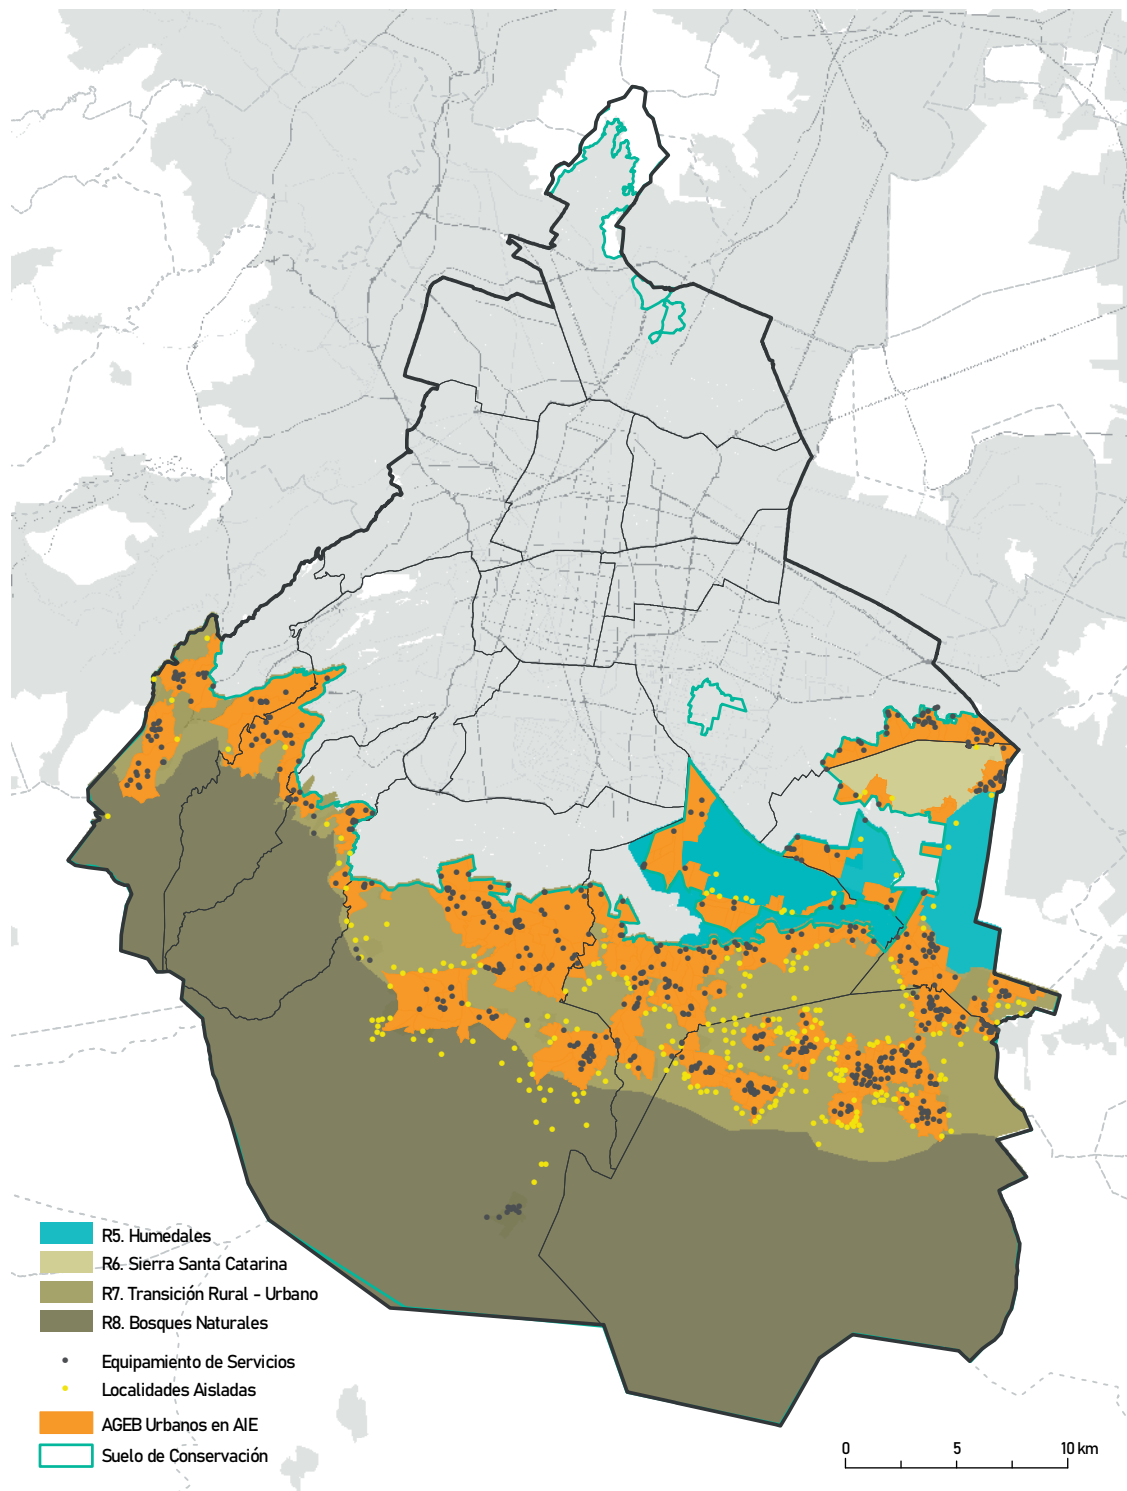 R5. Humedales
R6. Sierra Santa Catarina
R7. Transición Rural - Urbano
R8. Bosques Naturales
Equipamiento de Servicios
Localidades Aisladas
AGEB Urbanos en AIE
Suelo de Conservación
0 5 10 km